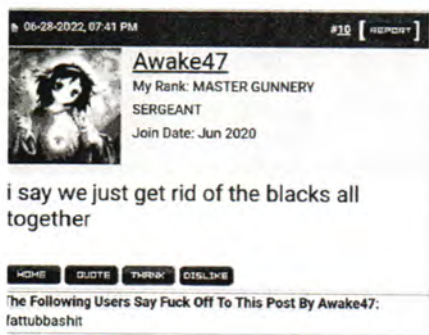 06-28-2022, 07:41 PM
#10 [REPORT]
Awake47
My Rank: MASTER GUNNERY
SERGEANT
Join Date: Jun 2020
i say we just get rid of the blacks all
together
HOME QUOTE THANK DISLIKE
The Following Users Say Fuck Off To This Post By Awake47:
fattubbashit